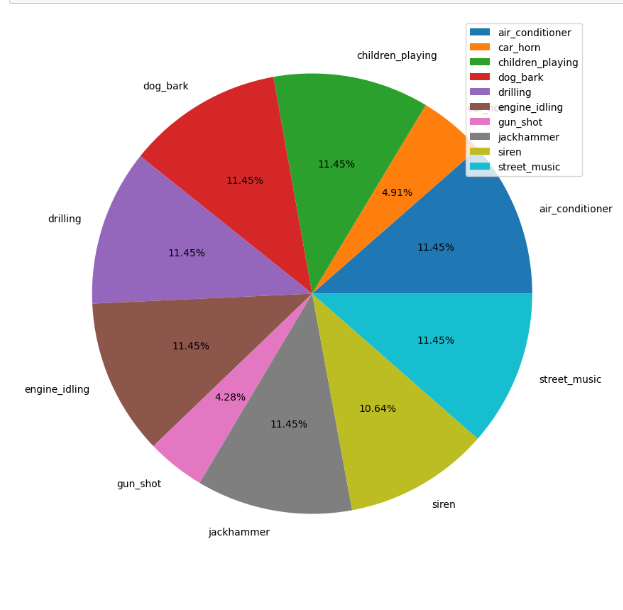 air_conditioner
car_horn
children_playing
dog_bark
drilling
engine_idling
gun_shot
jackhammer
siren
street_music
children_playing
dog_bark
11.45%
11.45%
4.91%
air_conditioner
drilling
11.45%
11.45%
engine_idling
11.45%
11.45%
street_music
4.28%
10.64%
11.45%
gun_shot
siren
jackhammer